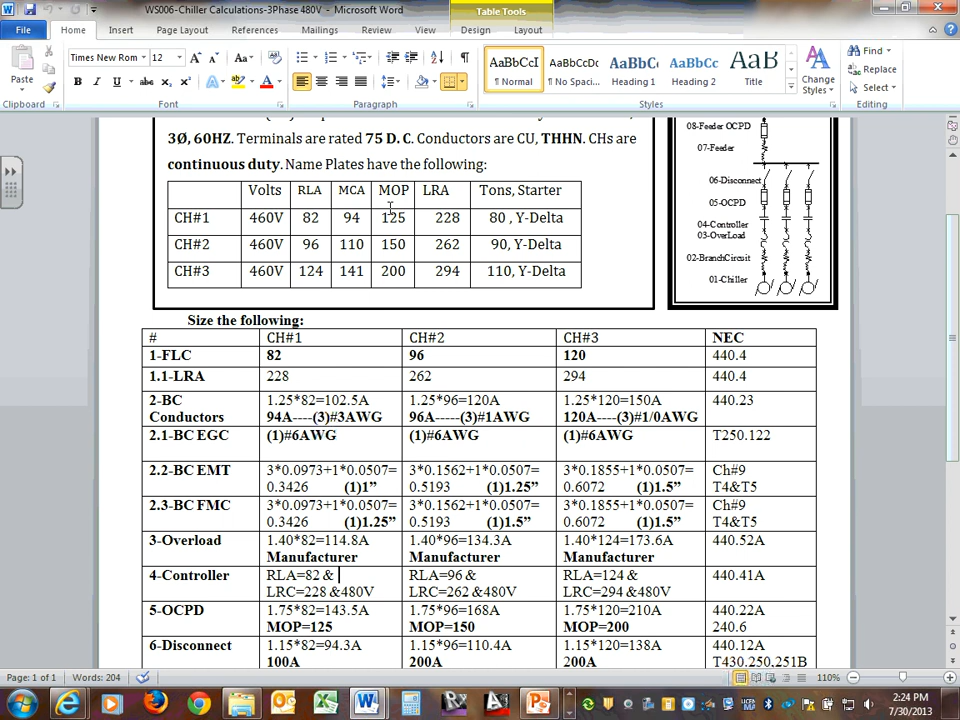 WS006-Chiller Calculations-3Phase 480V - Microsoft Word
Table Tools
File Home Insert Page Layout References Mailings Review View Design Layout
Paste
Times New Rom 12
AaBbCcI AaBbCcDc AaBbC AaBbCc AaB
¶ Normal ¶ No Spaci... Heading 1 Heading 2 Title
Change Styles
Find
Replace
Select
Clipboard Font Paragraph Styles Editing
3Ø, 60HZ. Terminals are rated 75 D. C. Conductors are CU, THHN. CHs are
continuous duty. Name Plates have the following:
Volts RLA MCA MOP LRA Tons, Starter
CH#1 460V 82 94 125 228 80 , Y-Delta
CH#2 460V 96 110 150 262 90, Y-Delta
CH#3 460V 124 141 200 294 110, Y-Delta
08-Feeder OCPD
07-Feeder
06-Disconnect
05-OCPD
04-Controller
03-OverLoad
02-BranchCircuit
01-Chiller
Size the following:
# CH#1 CH#2 CH#3 NEC
1-FLC 82 96 120 440.4
1.1-LRA 228 262 294 440.4
2-BC 1.25*82=102.5A 1.25*96=120A 1.25*120=150A 440.23
Conductors 94A----(3)#3AWG 96A-----(3)#1AWG 120A----(3)#1/0AWG
2.1-BC EGC (1)#6AWG (1)#6AWG (1)#6AWG T250.122
2.2-BC EMT 3*0.0973+1*0.0507= 3*0.1562+1*0.0507= 3*0.1855+1*0.0507= Ch#9
0.3426 (1)1” 0.5193 (1)1.25” 0.6072 (1)1.5” T4&T5
2.3-BC FMC 3*0.0973+1*0.0507= 3*0.1562+1*0.0507= 3*0.1855+1*0.0507= Ch#9
0.3426 (1)1.25” 0.5193 (1)1.5” 0.6072 (1)1.5” T4&T5
3-Overload 1.40*82=114.8A 1.40*96=134.3A 1.40*124=173.6A 440.52A
Manufacturer Manufacturer Manufacturer
4-Controller RLA=82 & RLA=96 & RLA=124 & 440.41A
LRC=228 &480V LRC=262 &480V LRC=294 &480V
5-OCPD 1.75*82=143.5A 1.75*96=168A 1.75*120=210A 440.22A
MOP=125 MOP=150 MOP=200 240.6
6-Disconnect 1.15*82=94.3A 1.15*96=110.4A 1.15*120=138A 440.12A
100A 200A 200A T430.250,251B
Page: 1 of 1 Words: 204 110%
2:24 PM
7/30/2013